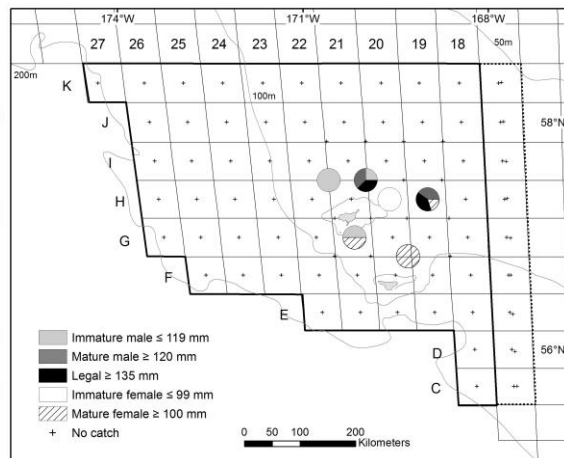 174°W 171°W 168°W
27 26 25 24 23 22 21 20 19 18 50m
200m
K
100m
J
58°N
I
H
G
F
E
D
56°N
C
Immature male ≤ 119 mm
Mature male ≥ 120 mm
Legal ≥ 135 mm
Immature female ≤ 99 mm
Mature female ≥ 100 mm
+ No catch
0 50 100 200
Kilometers